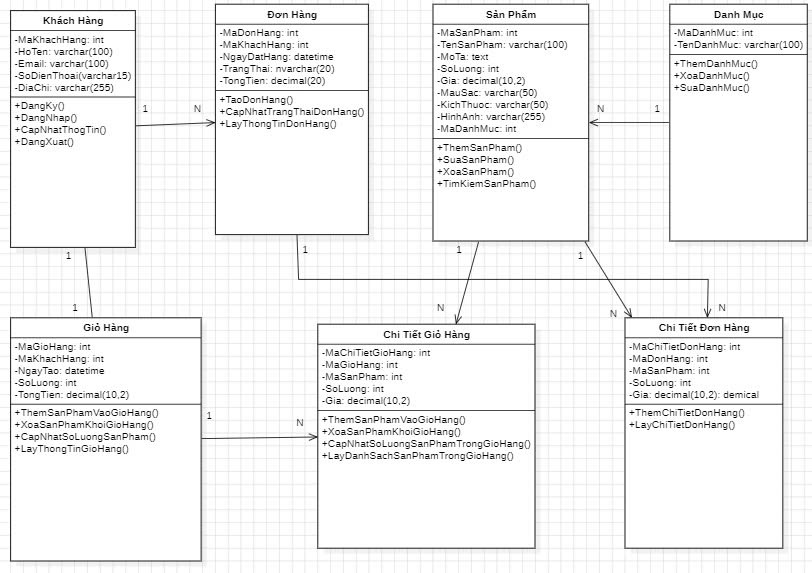 Khách Hàng
-MaKhachHang: int
-HoTen: varchar(100)
-Email: varchar(100)
-SoDienThoai(varchar15)
-DiaChi: varchar(255)
+DangKy()
+DangNhap()
+CapNhatThogTin()
+DangXuat()
1
N
Đơn Hàng
-MaDonHang: int
-MaKhachHang: int
-NgayDatHang: datetime
-TrangThai: nvarchar(20)
-TongTien: decimal(20)
+TaoDonHang()
+CapNhatTrangThaiDonHang()
+LayThongTinDonHang()
Sản Phẩm
-MaSanPham: int
-TenSanPham: varchar(100)
-MoTa: text
-SoLuong: int
-Gia: decimal(10,2)
-MauSac: varchar(50)
-KichThuoc: varchar(50)
-HinhAnh: varchar(255)
-MaDanhMuc: int
+ThemSanPham()
+SuaSanPham()
+XoaSanPham()
+TimKiemSanPham()
N
1
Danh Mục
-MaDanhMuc: int
-TenDanhMuc: varchar(100)
+ThemDanhMuc()
+XoaDanhMuc()
+SuaDanhMuc()
1
1
1
1
1
N
N
N
Giỏ Hàng
-MaGioHang: int
-MaKhachHang: int
-NgayTao: datetime
-SoLuong: int
-TongTien: decimal(10,2)
+ThemSanPhamVaoGioHang()
+XoaSanPhamKhoiGioHang()
+CapNhatSoLuongSanPham()
+LayThongTinGioHang()
1
N
Chi Tiết Giỏ Hàng
-MaChiTietGioHang: int
-MaGioHang: int
-MaSanPham: int
-SoLuong: int
-Gia: decimal(10,2)
+ThemSanPhamVaoGioHang()
+XoaSanPhamKhoiGioHang()
+CapNhatSoLuongSanPhamTrongGioHang()
+LayDanhSachSanPhamTrongGioHang()
Chi Tiết Đơn Hàng
-MaChiTietDonHang: int
-MaDonHang: int
-MaSanPham: int
-SoLuong: int
-Gia: decimal(10,2): demical
+ThemChiTietDonHang()
+LayChiTietDonHang()